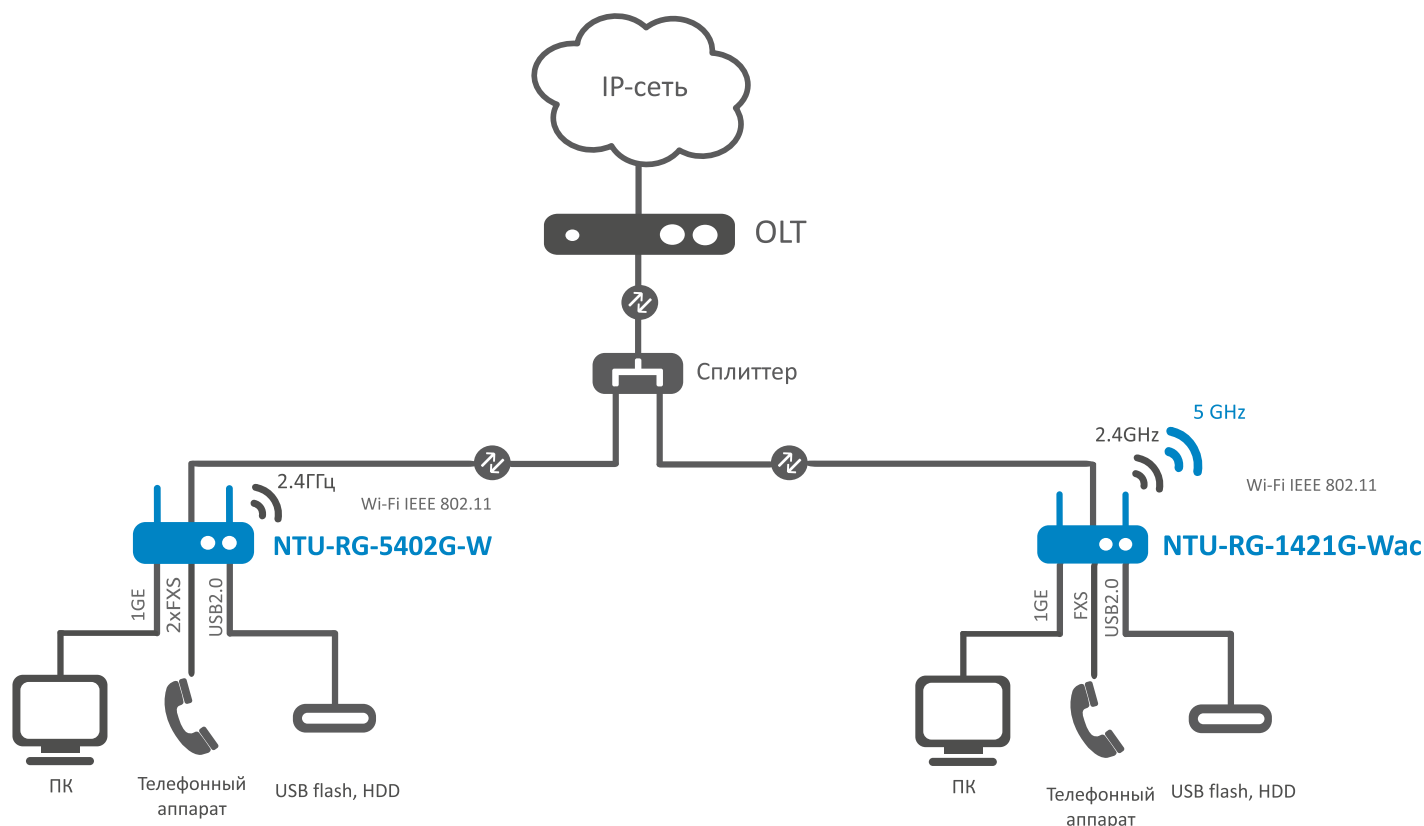 IP-сеть
OLT
Сплиттер
5 GHz
2.4GHz
2.4ГГц
Wi-Fi IEEE 802.11
Wi-Fi IEEE 802.11
NTU-RG-5402G-W
NTU-RG-1421G-Wac
1GE
2xFXS
USB2.0
1GE
FXS
USB2.0
ПК
Телефонный
аппарат
USB flash, HDD
ПК
Телефонный
аппарат
USB flash, HDD